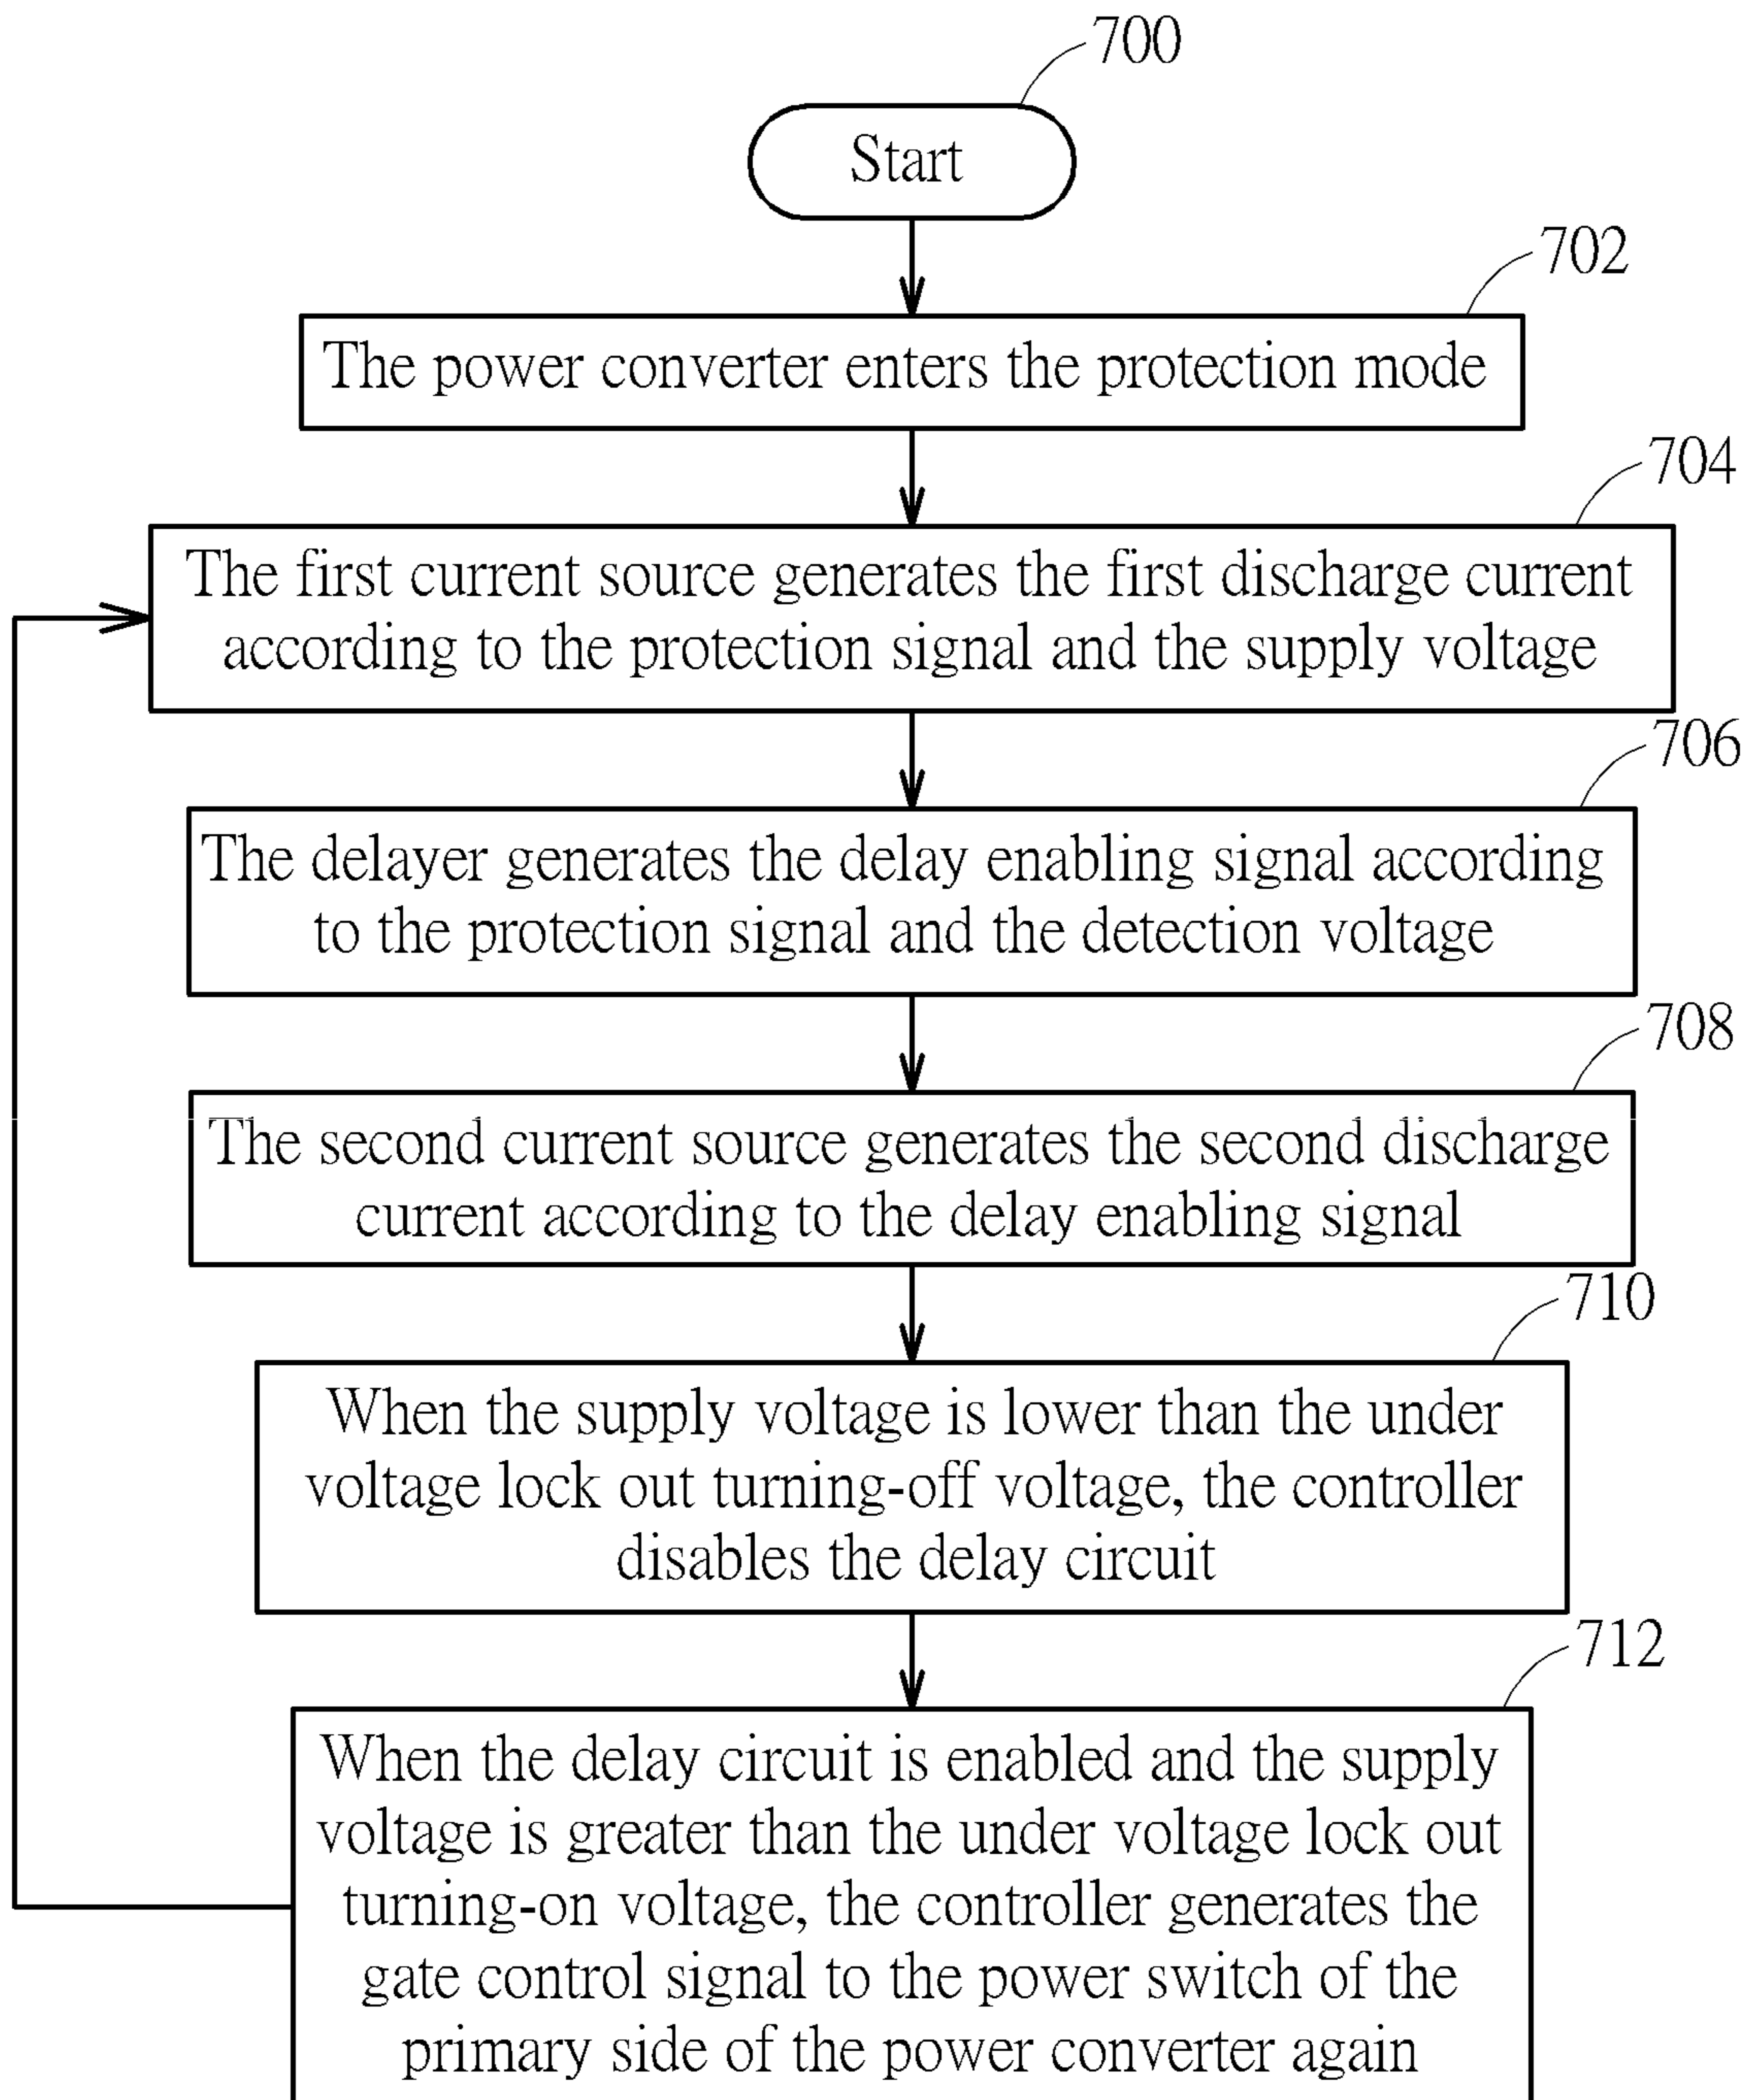 700
Start
702
The power converter enters the protection mode
704
The first current source generates the first discharge current
according to the protection signal and the supply voltage
706
The delayer generates the delay enabling signal according
to the protection signal and the detection voltage
708
The second current source generates the second discharge
current according to the delay enabling signal
710
When the supply voltage is lower than the under
voltage lock out turning-off voltage, the controller
disables the delay circuit
712
When the delay circuit is enabled and the supply
voltage is greater than the under voltage lock out
turning-on voltage, the controller generates the
gate control signal to the power switch of the
primary side of the power converter again